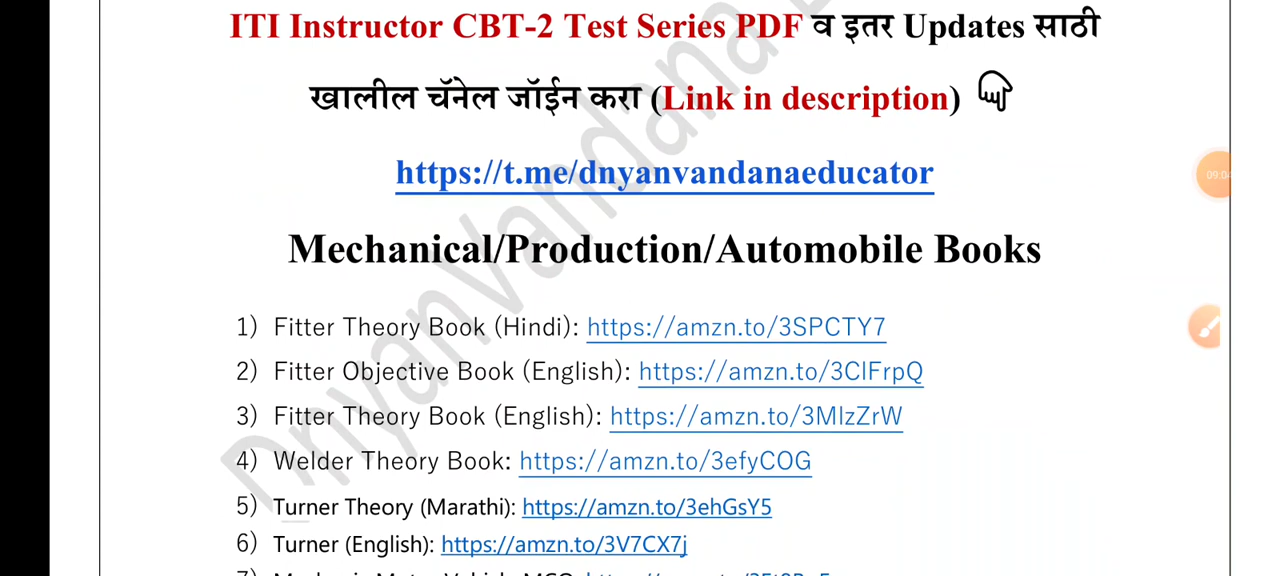 ITI Instructor CBT-2 Test Series PDF व इतर Updates साठी
खालील चॅनेल जॉईन करा (Link in description)
https://t.me/dnyanvandanaeducator
Mechanical/Production/Automobile Books
1) Fitter Theory Book (Hindi): https://amzn.to/3SPCTY7
2) Fitter Objective Book (English): https://amzn.to/3ClFrpQ
3) Fitter Theory Book (English): https://amzn.to/3MIzZrW
4) Welder Theory Book: https://amzn.to/3efyCOG
5) Turner Theory (Marathi): https://amzn.to/3ehGsY5
6) Turner (English): https://amzn.to/3V7CX7j
DnyanVandana
09:04